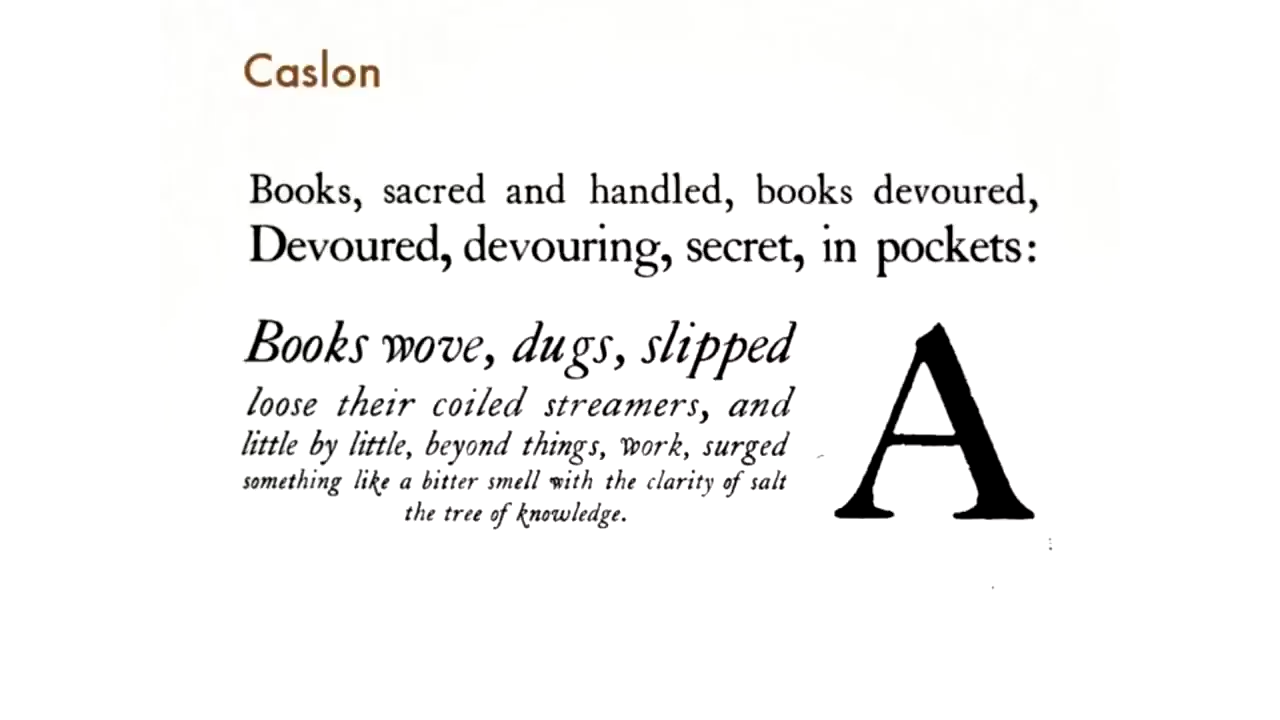 Caslon
Books, sacred and handled, books devoured,
Devoured, devouring, secret, in pockets:
Books wove, dugs, slipped
loose their coiled streamers, and
little by little, beyond things, work, surged
something like a bitter smell with the clarity of salt
the tree of knowledge.
A